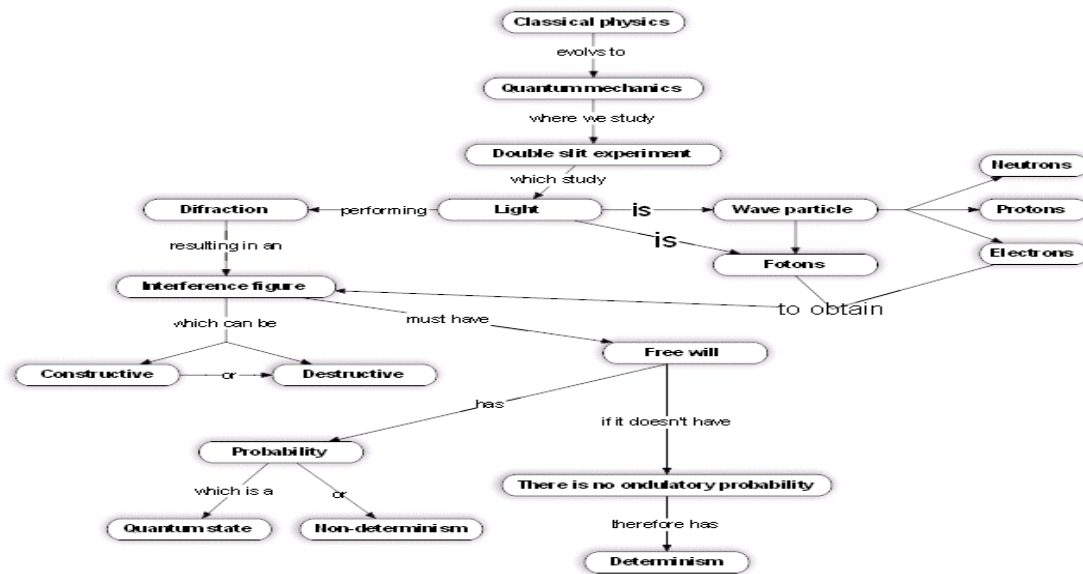 Classical physics
evolvs to
Quantum mechanics
where we study
Double slit experiment
which study
Neutrons
Difraction
performing
Light
is
Wave particle
Protons
is
resulting in an
Fotons
Electrons
Interference figure
to obtain
which can be
must have
Free will
Constructive
or
Destructive
has
if it doesn't have
Probability
There is no ondulatory probability
which is a
or
Quantum state
Non-determinism
therefore has
Determinism